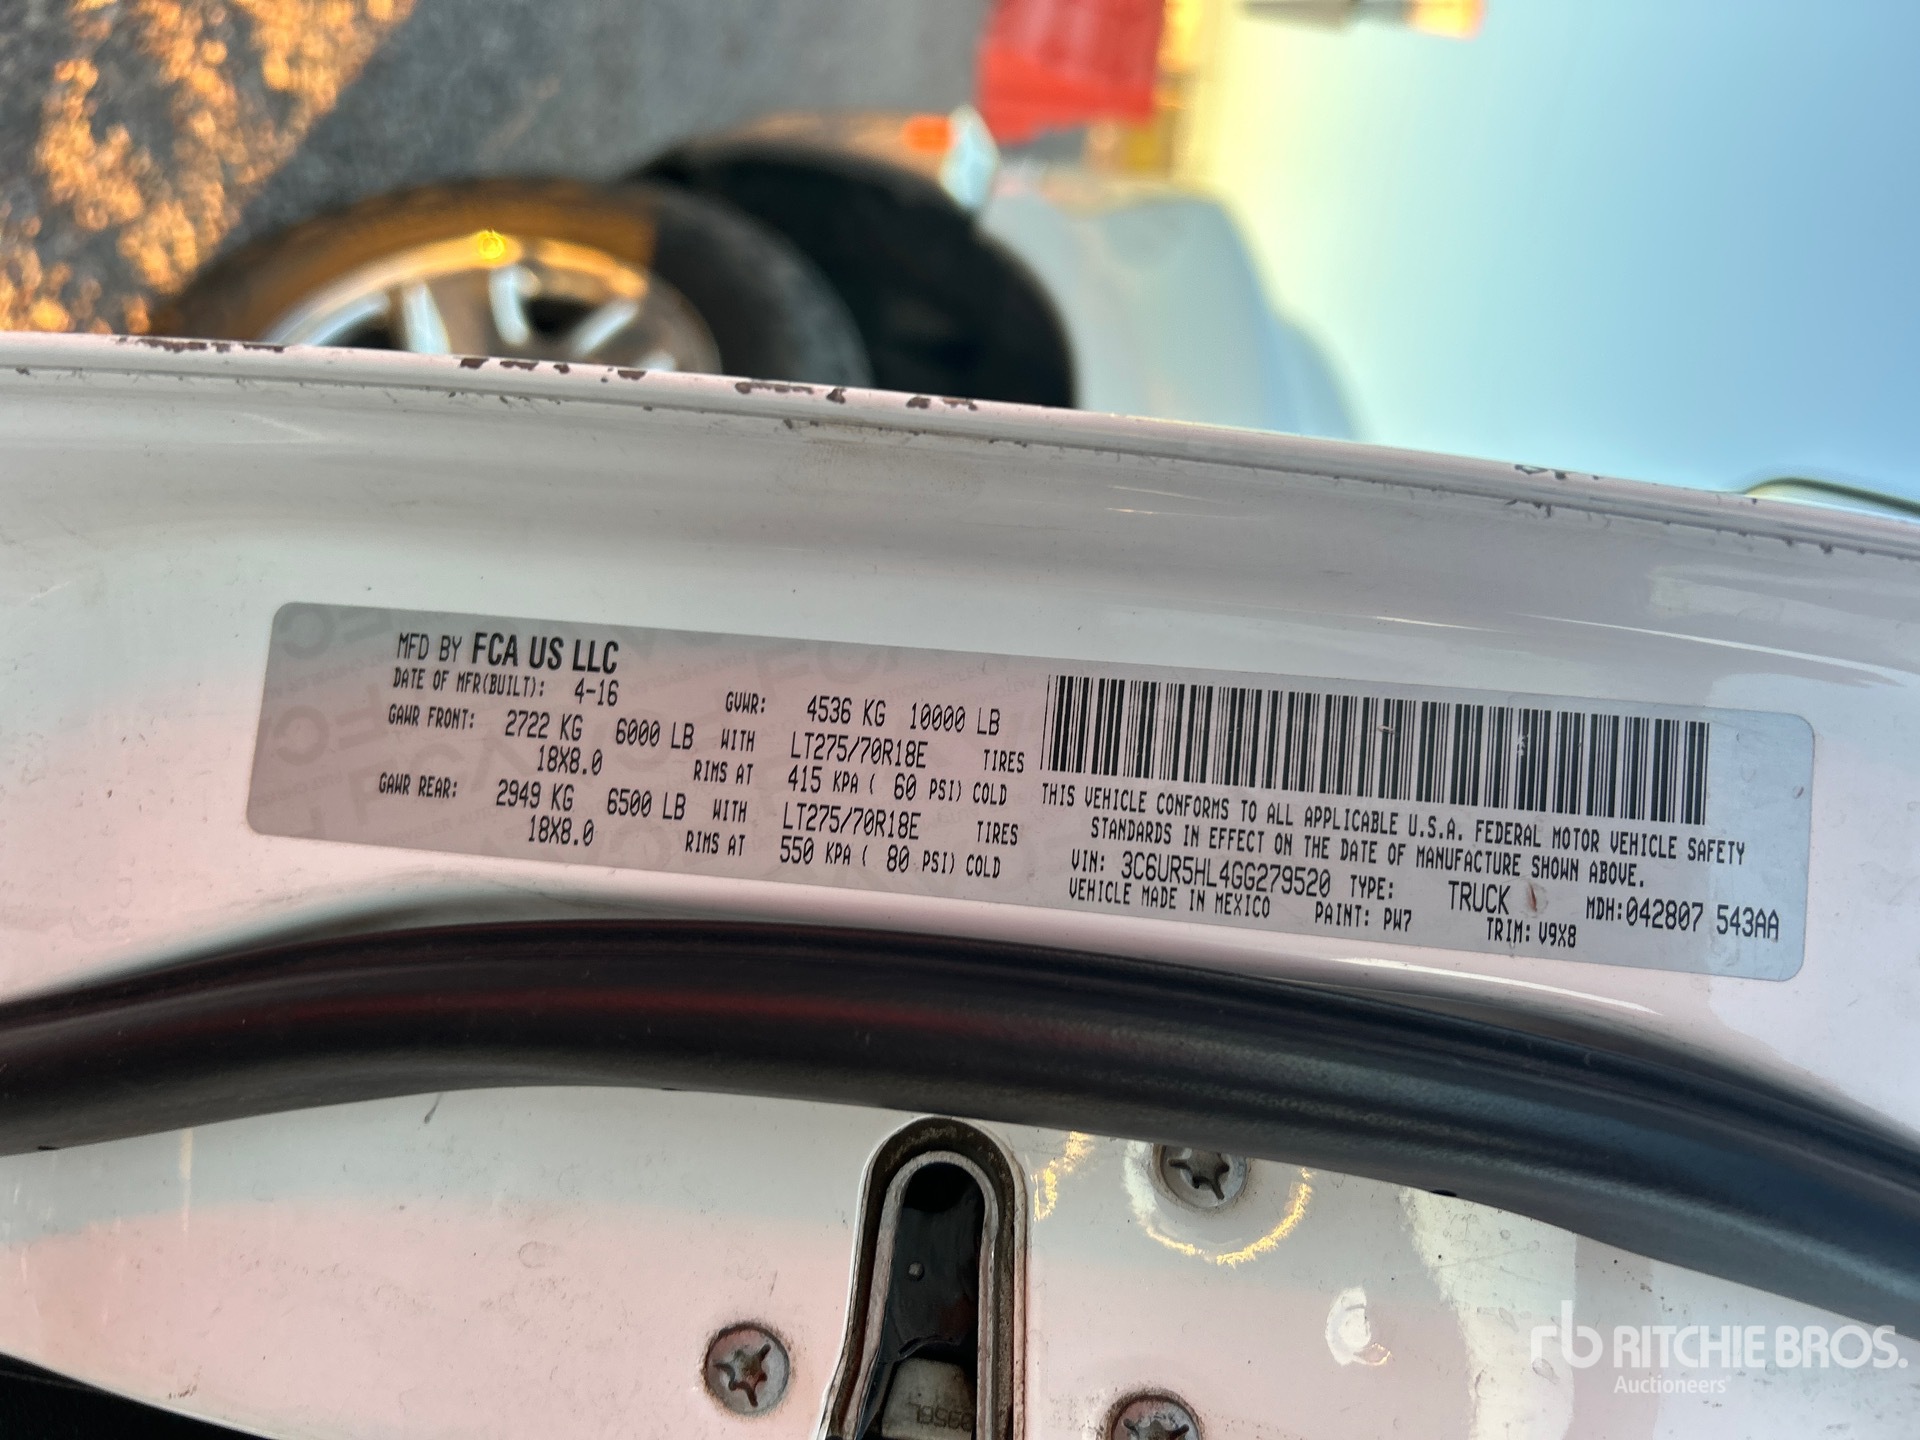 MFD BY FCA US LLC
DATE OF MFR(BUILT): 4-16 GVWR: 4536 KG 10000 LB
GAWR FRONT: 2722 KG 6000 LB WITH LT275/70R18E TIRES
18X8.0 RIMS AT 415 KPA ( 60 PSI) COLD
GAWR REAR: 2949 KG 6500 LB WITH LT275/70R18E TIRES
18X8.0 RIMS AT 550 KPA ( 80 PSI) COLD
THIS VEHICLE CONFORMS TO ALL APPLICABLE U.S.A. FEDERAL MOTOR VEHICLE SAFETY
STANDARDS IN EFFECT ON THE DATE OF MANUFACTURE SHOWN ABOVE.
VIN: 3C6UR5HL4GG279520 TYPE: TRUCK MDH:042807 543AA
VEHICLE MADE IN MEXICO PAINT: PW7 TRIM: V9X8
rb RITCHIE BROS.
Auctioneers